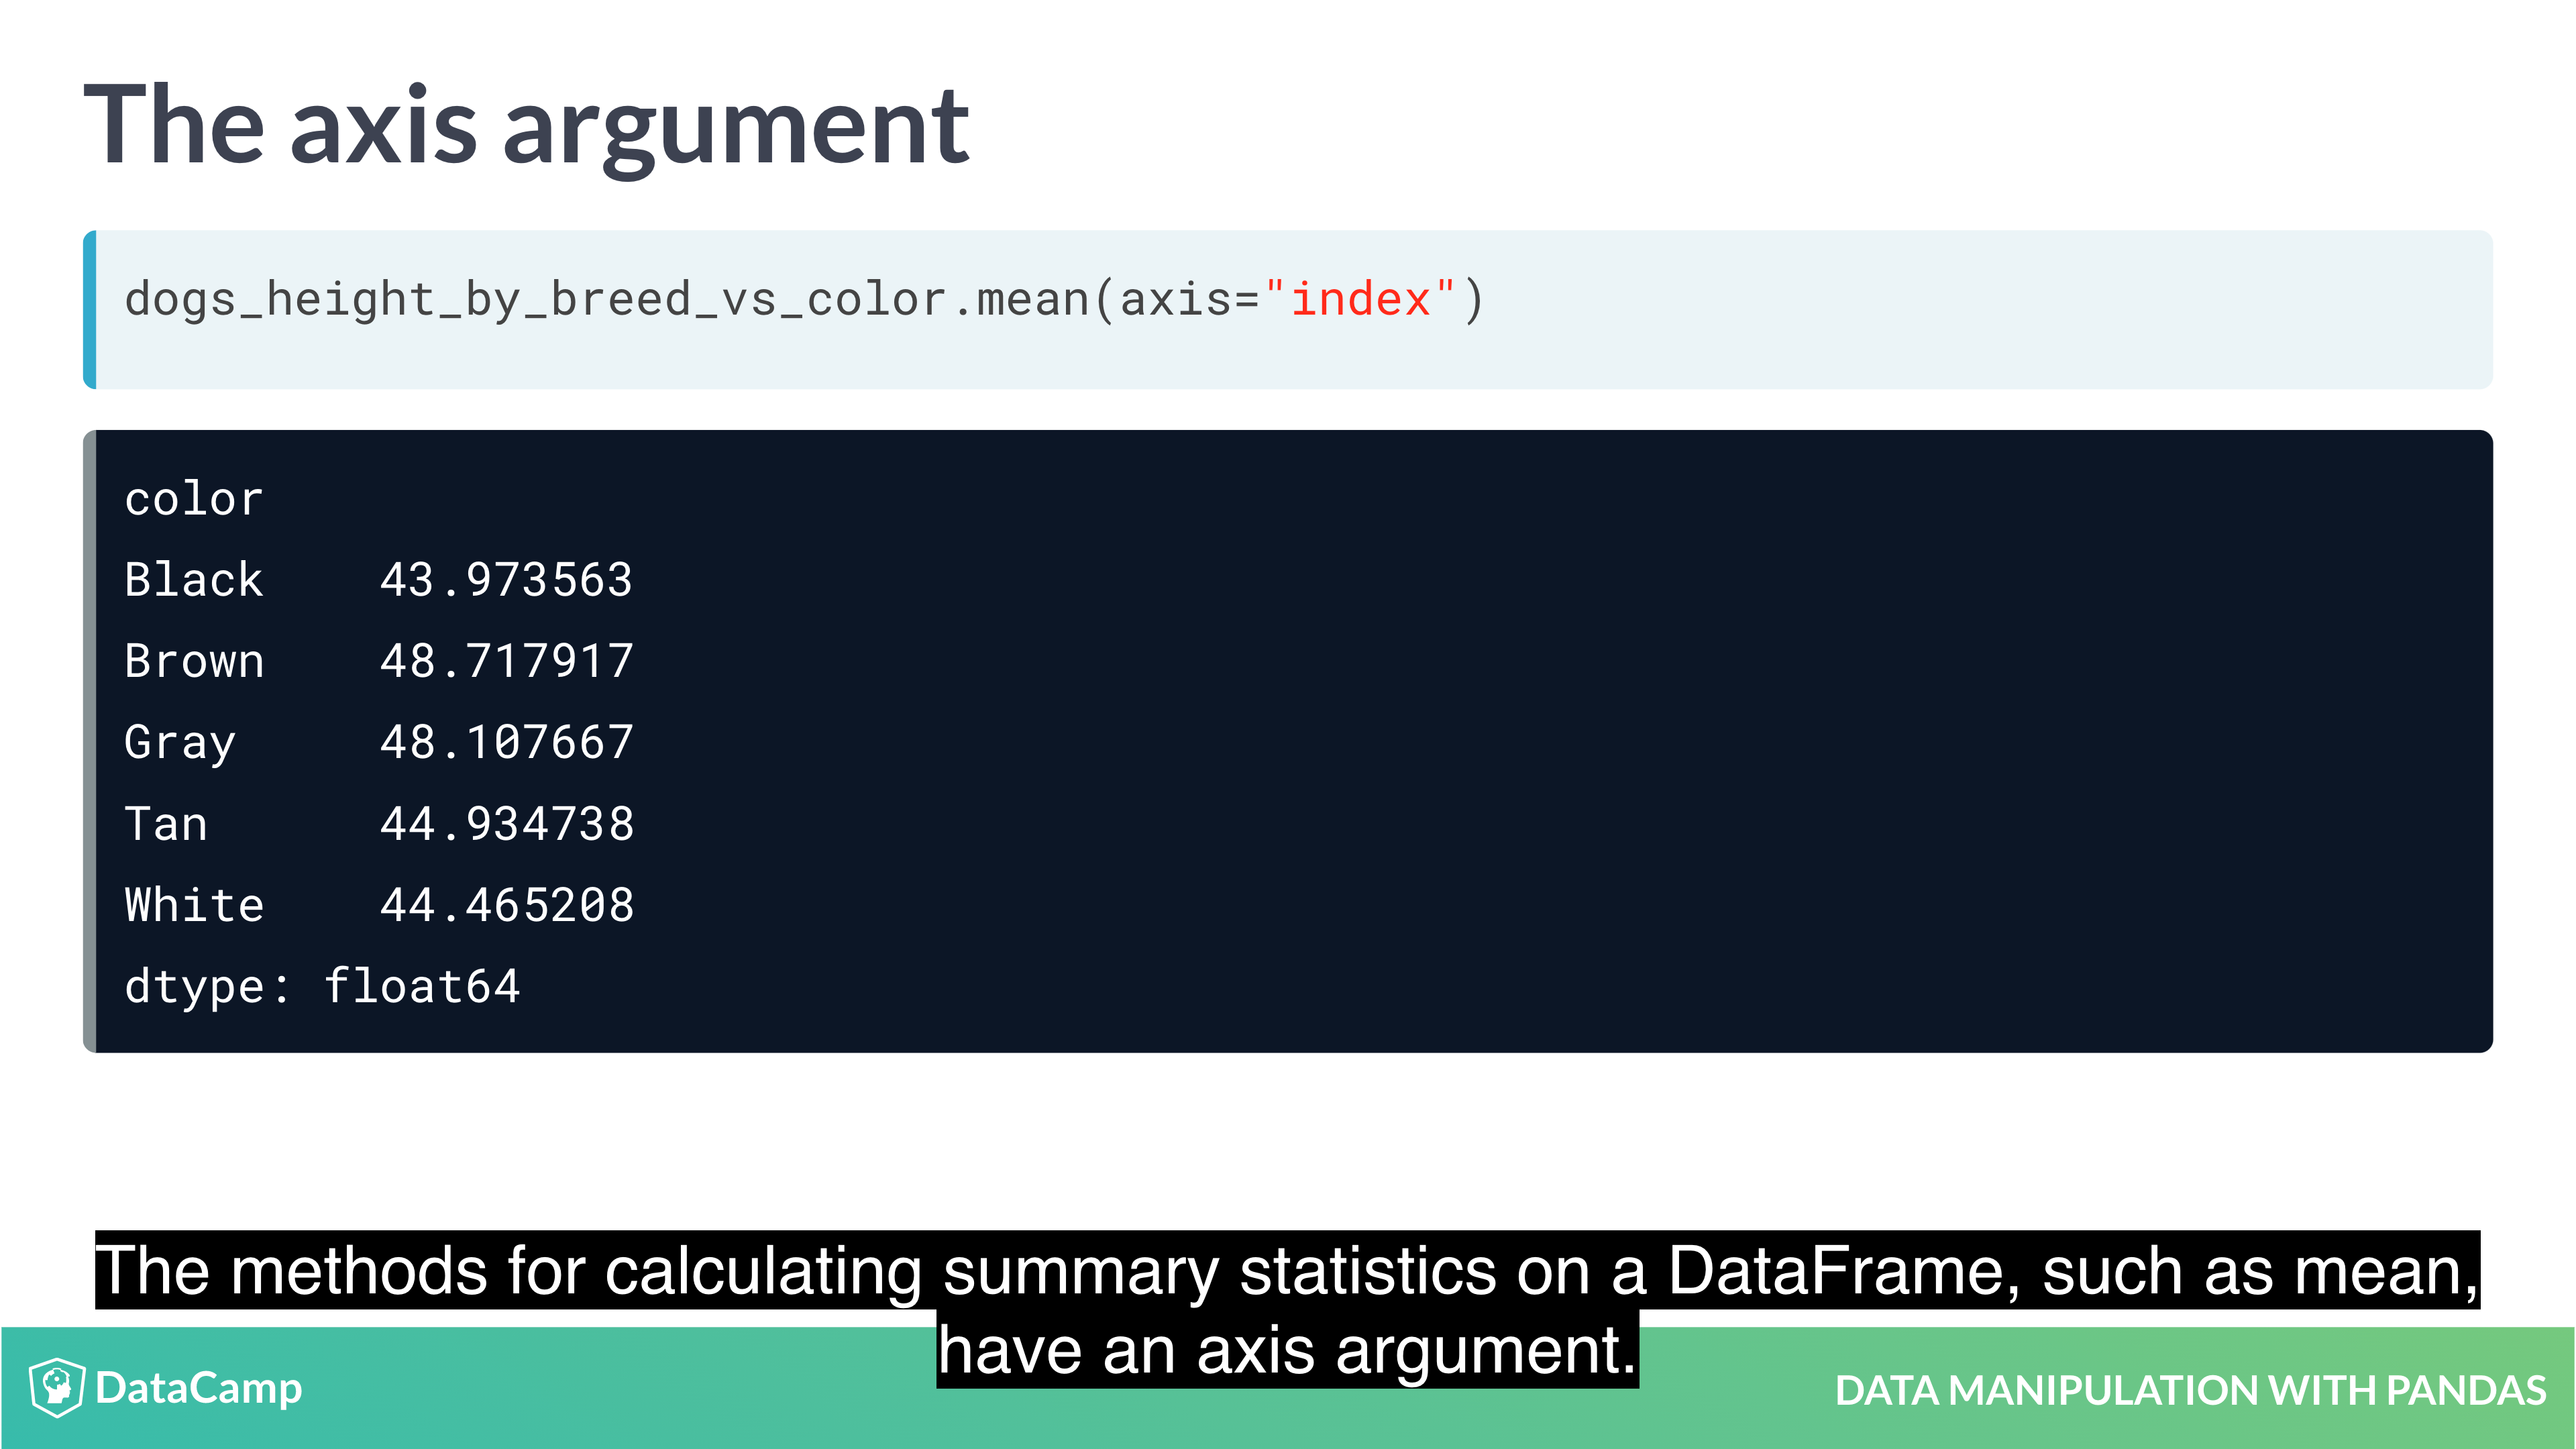 The axis argument
dogs_height_by_breed_vs_color.mean(axis="index")
color
Black    43.973563
Brown    48.717917
Gray     48.107667
Tan      44.934738
White    44.465208
dtype: float64
The methods for calculating summary statistics on a DataFrame, such as mean,
have an axis argument.
DataCamp
DATA MANIPULATION WITH PANDAS